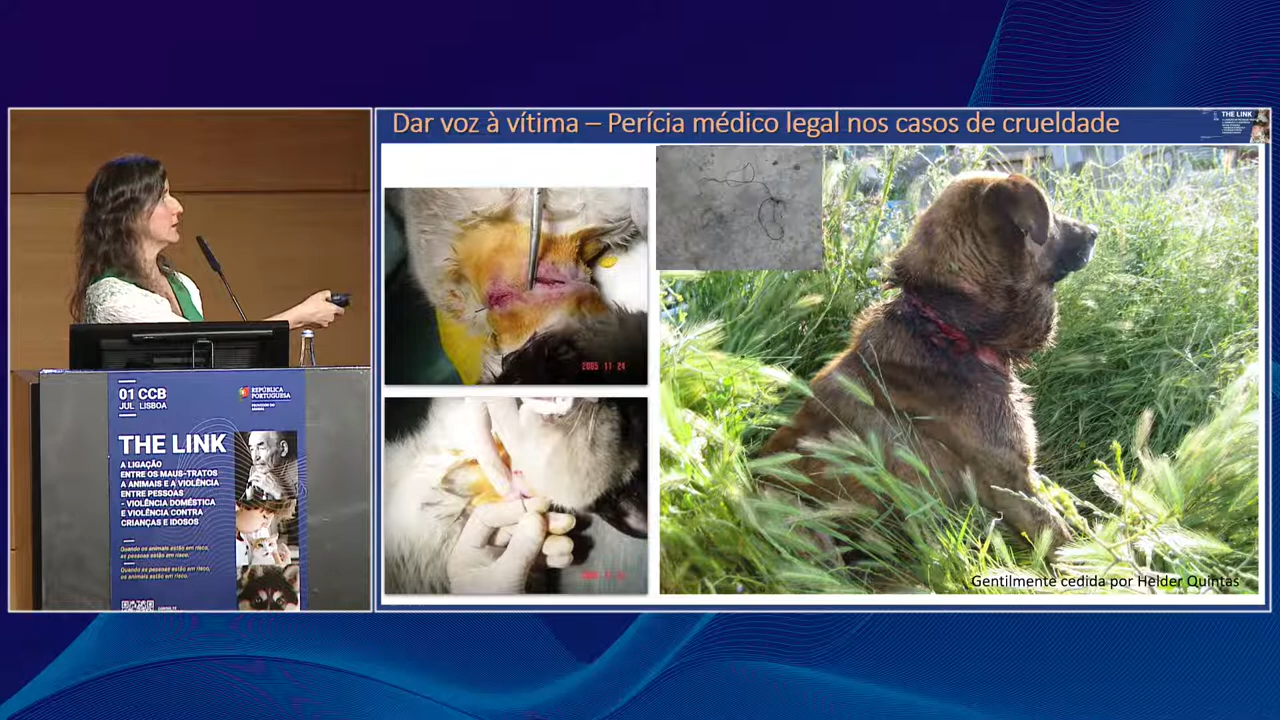 Dar voz à vítima – Perícia médico legal nos casos de crueldade
THE LINK
2005 11 24
Gentilmente cedida por Helder Quintas
01 CCB
JUL LISBOA
REPÚBLICA
PORTUGUESA
THE LINK
A LIGAÇÃO
ENTRE OS MAUS-TRATOS
A ANIMAIS E A VIOLÊNCIA
ENTRE PESSOAS
- VIOLÊNCIA DOMÉSTICA
E VIOLÊNCIA CONTRA
CRIANÇAS E IDOSOS
Quando os animais estão em risco,
as pessoas estão em risco.
Quando as pessoas estão em risco,
os animais estão em risco.